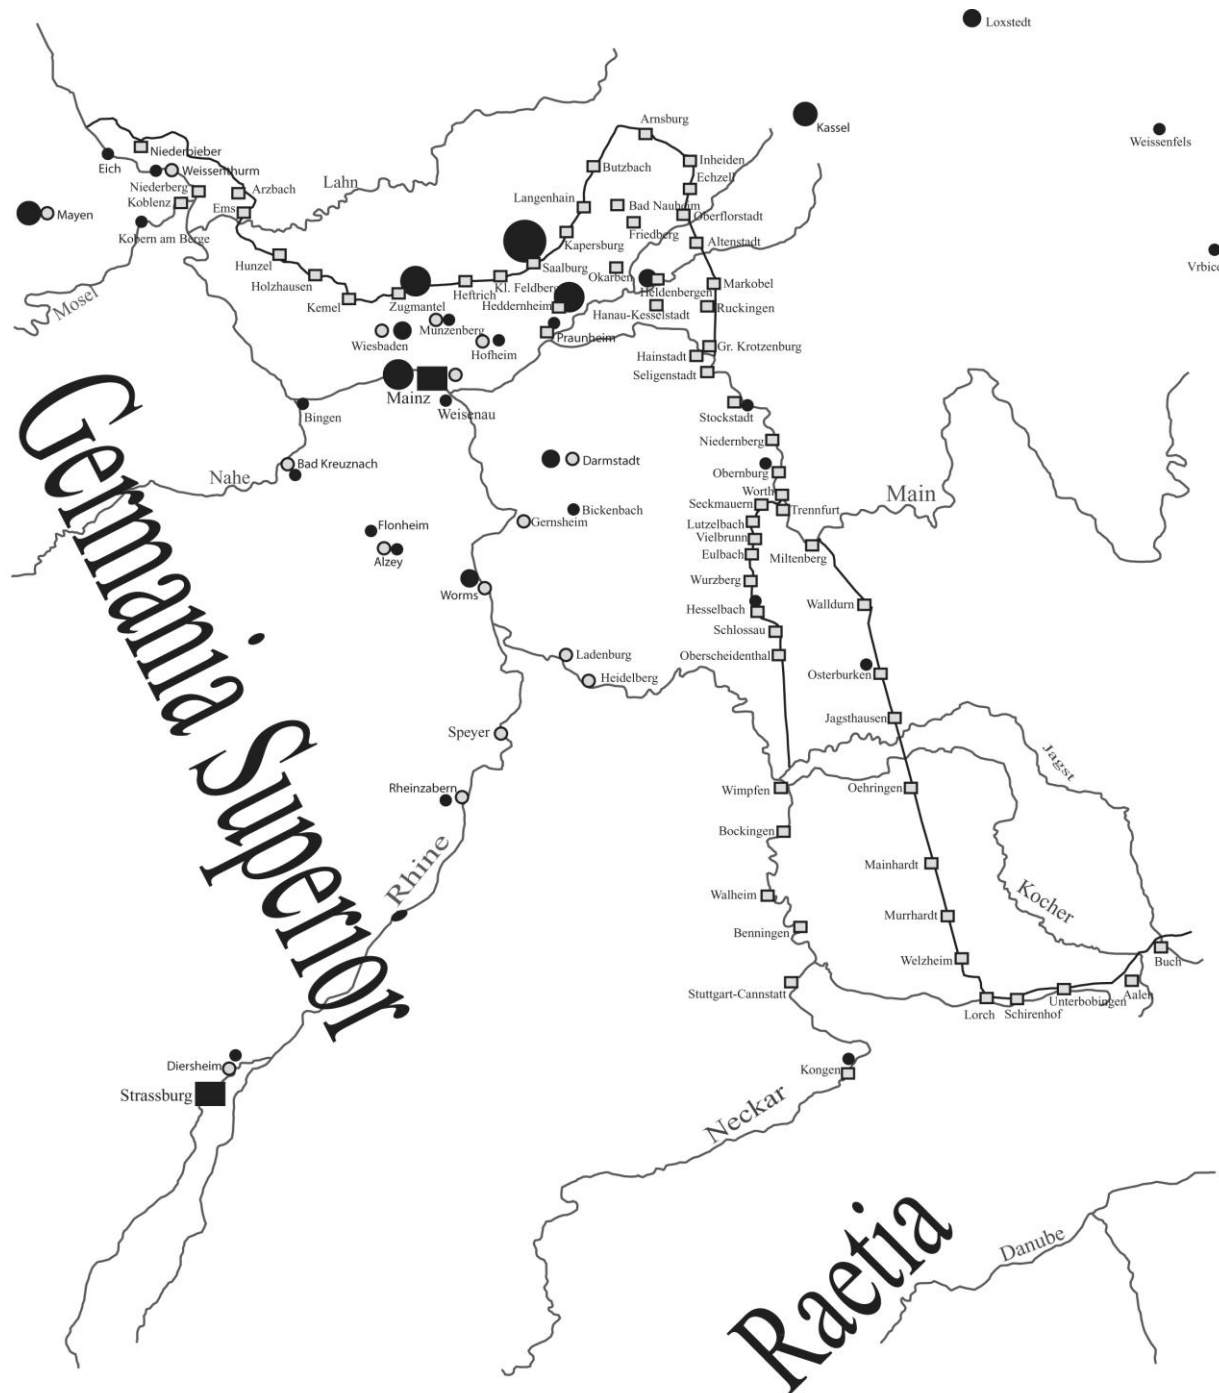 Loxstedt
Kassel
Arnsburg
Weissenfels
Niederbieber
Inheiden
Eich
Weissenthurm
Butzbach
Echzell
Lahn
Niederberg
Arzbach
Langenhain
Koblenz
Ems
Bad Nauheim
Mayen
Oberflorstadt
Friedberg
Kobern am Berge
Kapersburg
Altenstadt
Vrbice
Hunzel
Saalburg
Okarben
Holzhausen
Kl. Feldberg
Heftrich
Markobel
Mosel
Heldenbergen
Kemel
Zugmantel
Heddernheim
Ruckingen
Hanau-Kesselstadt
Munzenberg
Praunheim
Wiesbaden
Hofheim
Gr. Krotzenburg
Hainstadt
Seligenstadt
Mainz
Weisenau
Bingen
Stockstadt
Niedernberg
Germania Superior
Bad Kreuznach
Darmstadt
Nahe
Obernburg
Worth
Main
Seckmauern
Bickenbach
Trennfurt
Gernsheim
Lutzelbach
Flonheim
Vielbrunn
Eulbach
Miltenberg
Alzey
Wurzberg
Worms
Walldurn
Hesselbach
Schlossau
Ladenburg
Oberscheidenthal
Heidelberg
Osterburken
Jagsthausen
Speyer
Jagst
Rheinzabern
Wimpfen
Oehringen
Bockingen
Rhine
Mainhardt
Walheim
Kocher
Murrhardt
Benningen
Welzheim
Buch
Stuttgart-Cannstatt
Aalen
Unterbobingen
Lorch
Schirenhof
Diersheim
Kongen
Strassburg
Neckar
Raetia
Danube